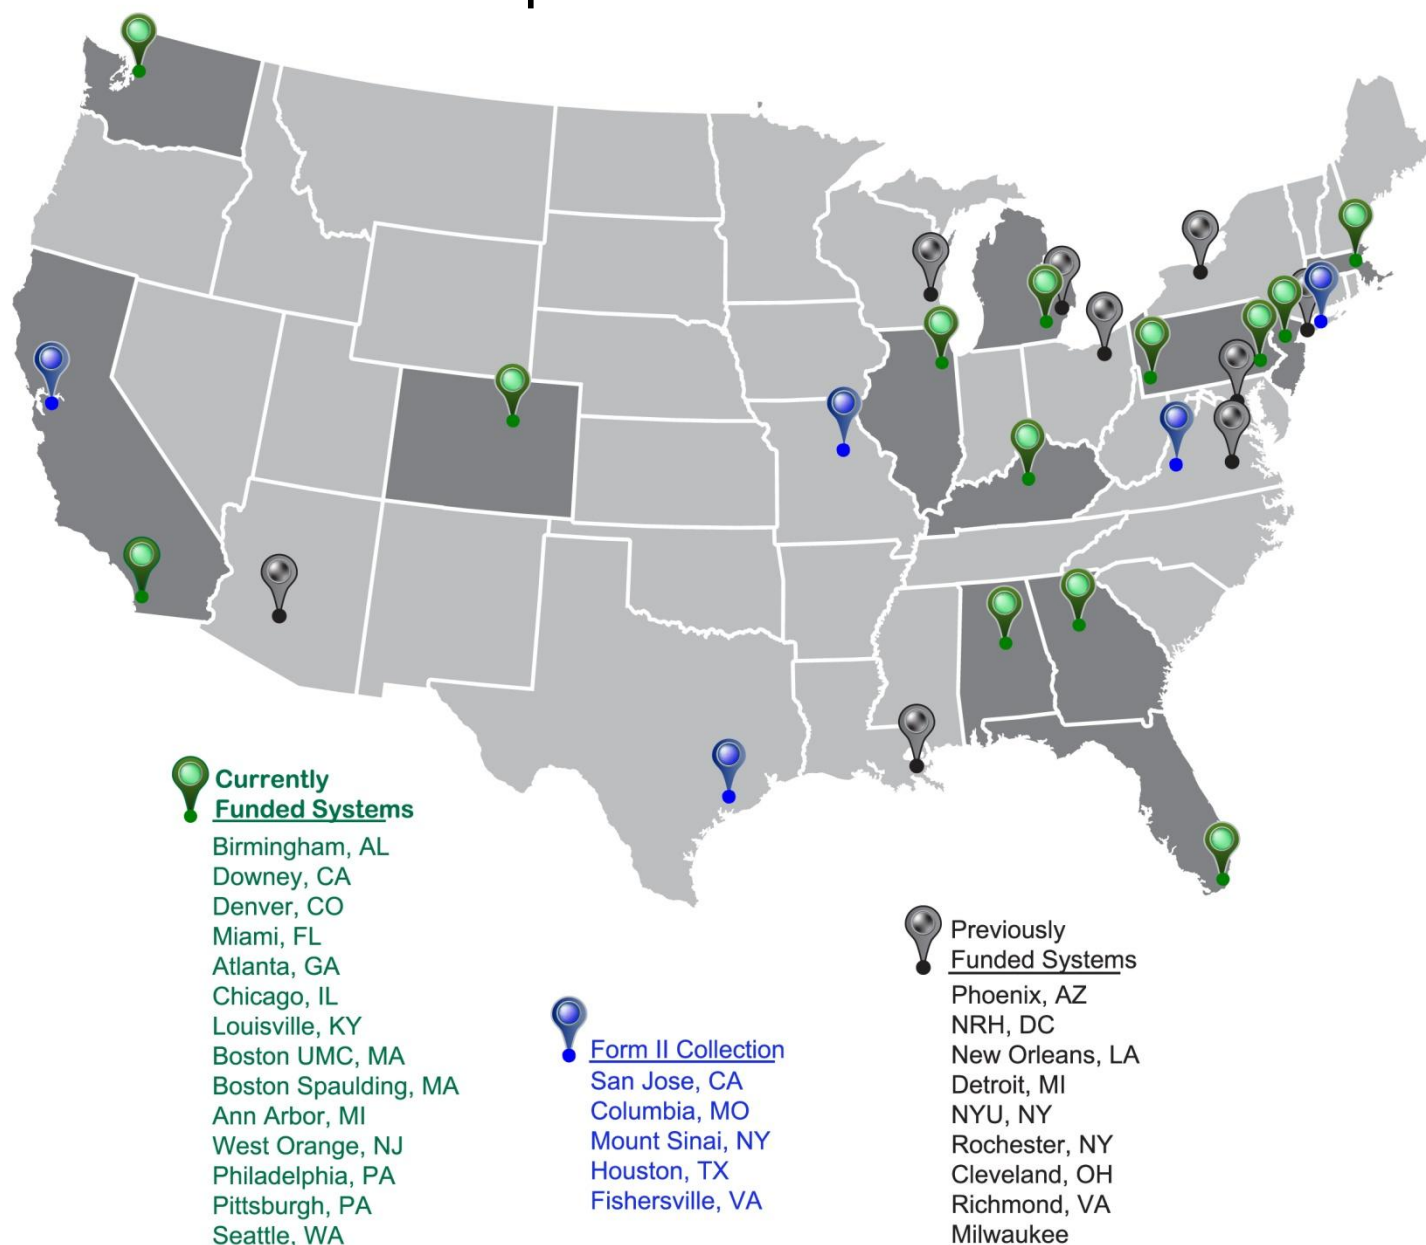 Currently
Funded Systems
Birmingham, AL
Downey, CA
Denver, CO
Miami, FL
Atlanta, GA
Chicago, IL
Louisville, KY
Boston UMC, MA
Boston Spaulding, MA
Ann Arbor, MI
West Orange, NJ
Philadelphia, PA
Pittsburgh, PA
Seattle, WA
Form II Collection
San Jose, CA
Columbia, MO
Mount Sinai, NY
Houston, TX
Fishersville, VA
Previously
Funded Systems
Phoenix, AZ
NRH, DC
New Orleans, LA
Detroit, MI
NYU, NY
Rochester, NY
Cleveland, OH
Richmond, VA
Milwaukee